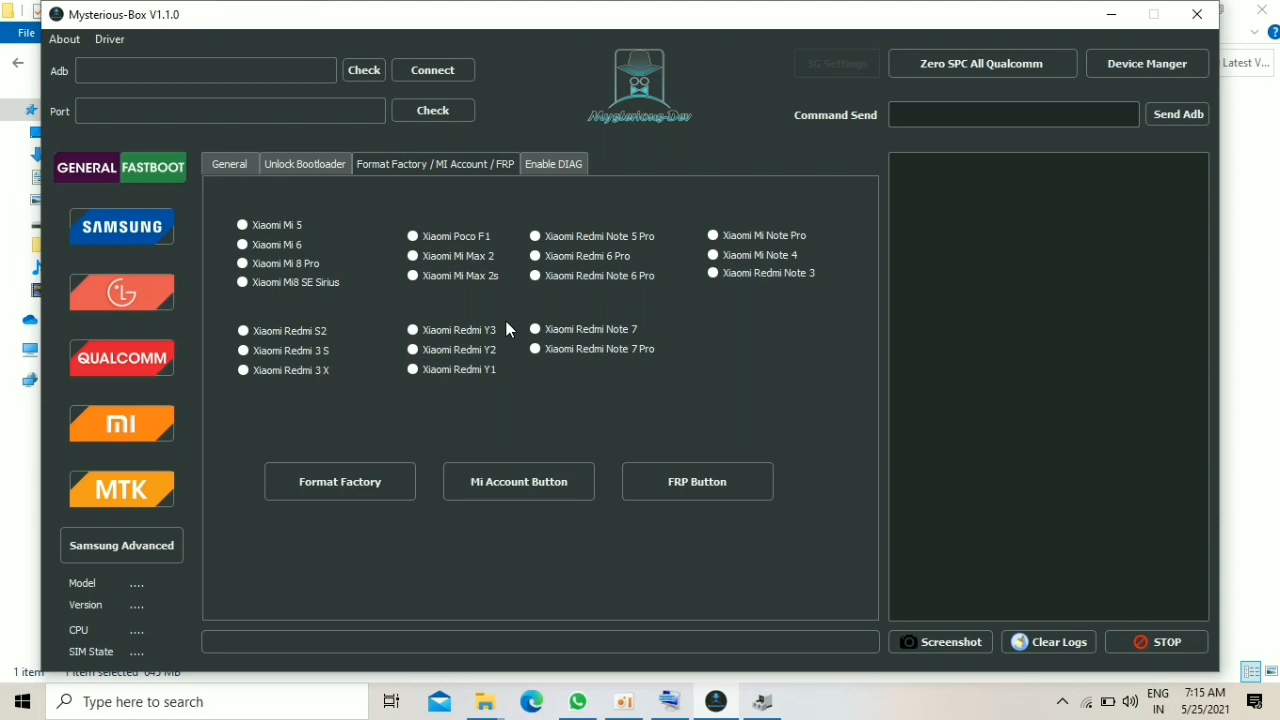 Mysterious-Box V1.1.0
File
About Driver
Adb Check Connect
3G Settings Zero SPC All Qualcomm Device Manger
Latest V...
Port Check
Mysterious-Dev
Command Send Send Adb
GENERAL FASTBOOT
General Unlock Bootloader Format Factory / MI Account / FRP Enable DIAG
SAMSUNG
LG
QUALCOMM
MI
MTK
Samsung Advanced
Xiaomi Mi 5
Xiaomi Mi 6
Xiaomi Mi 8 Pro
Xiaomi Mi8 SE Sirius
Xiaomi Poco F1
Xiaomi Mi Max 2
Xiaomi Mi Max 2s
Xiaomi Redmi Note 5 Pro
Xiaomi Redmi 6 Pro
Xiaomi Redmi Note 6 Pro
Xiaomi Mi Note Pro
Xiaomi Mi Note 4
Xiaomi Redmi Note 3
Xiaomi Redmi S2
Xiaomi Redmi 3 S
Xiaomi Redmi 3 X
Xiaomi Redmi Y3
Xiaomi Redmi Y2
Xiaomi Redmi Y1
Xiaomi Redmi Note 7
Xiaomi Redmi Note 7 Pro
Format Factory Mi Account Button FRP Button
Model ....
Version ....
CPU ....
SIM State ....
Screenshot Clear Logs STOP
1 item 1 item selected 645 MB
Type here to search
ENG
IN
7:15 AM
5/25/2021